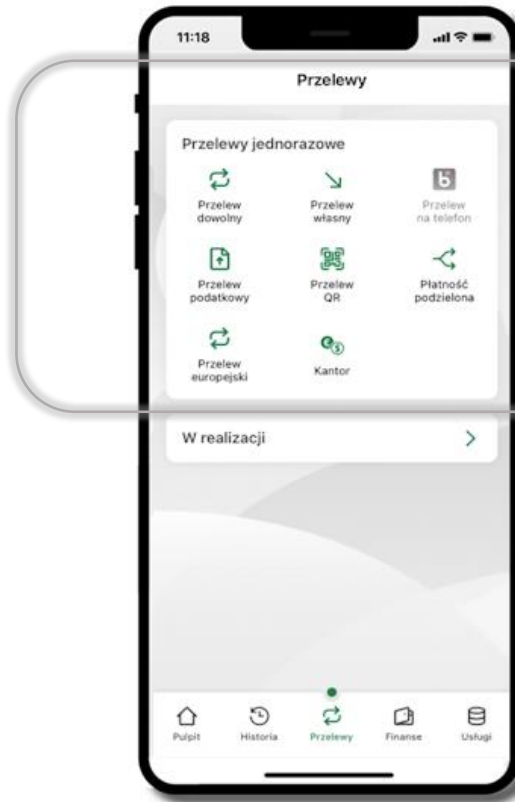 11:18
Przelewy
Przelewy jednorazowe
Przelew
dowolny
Przelew
własny
Przelew
na telefon
Przelew
podatkowy
Przelew
QR
Płatność
podzielona
Przelew
europejski
Kantor
W realizacji
Pulpit
Historia
Przelewy
Finanse
Usługi